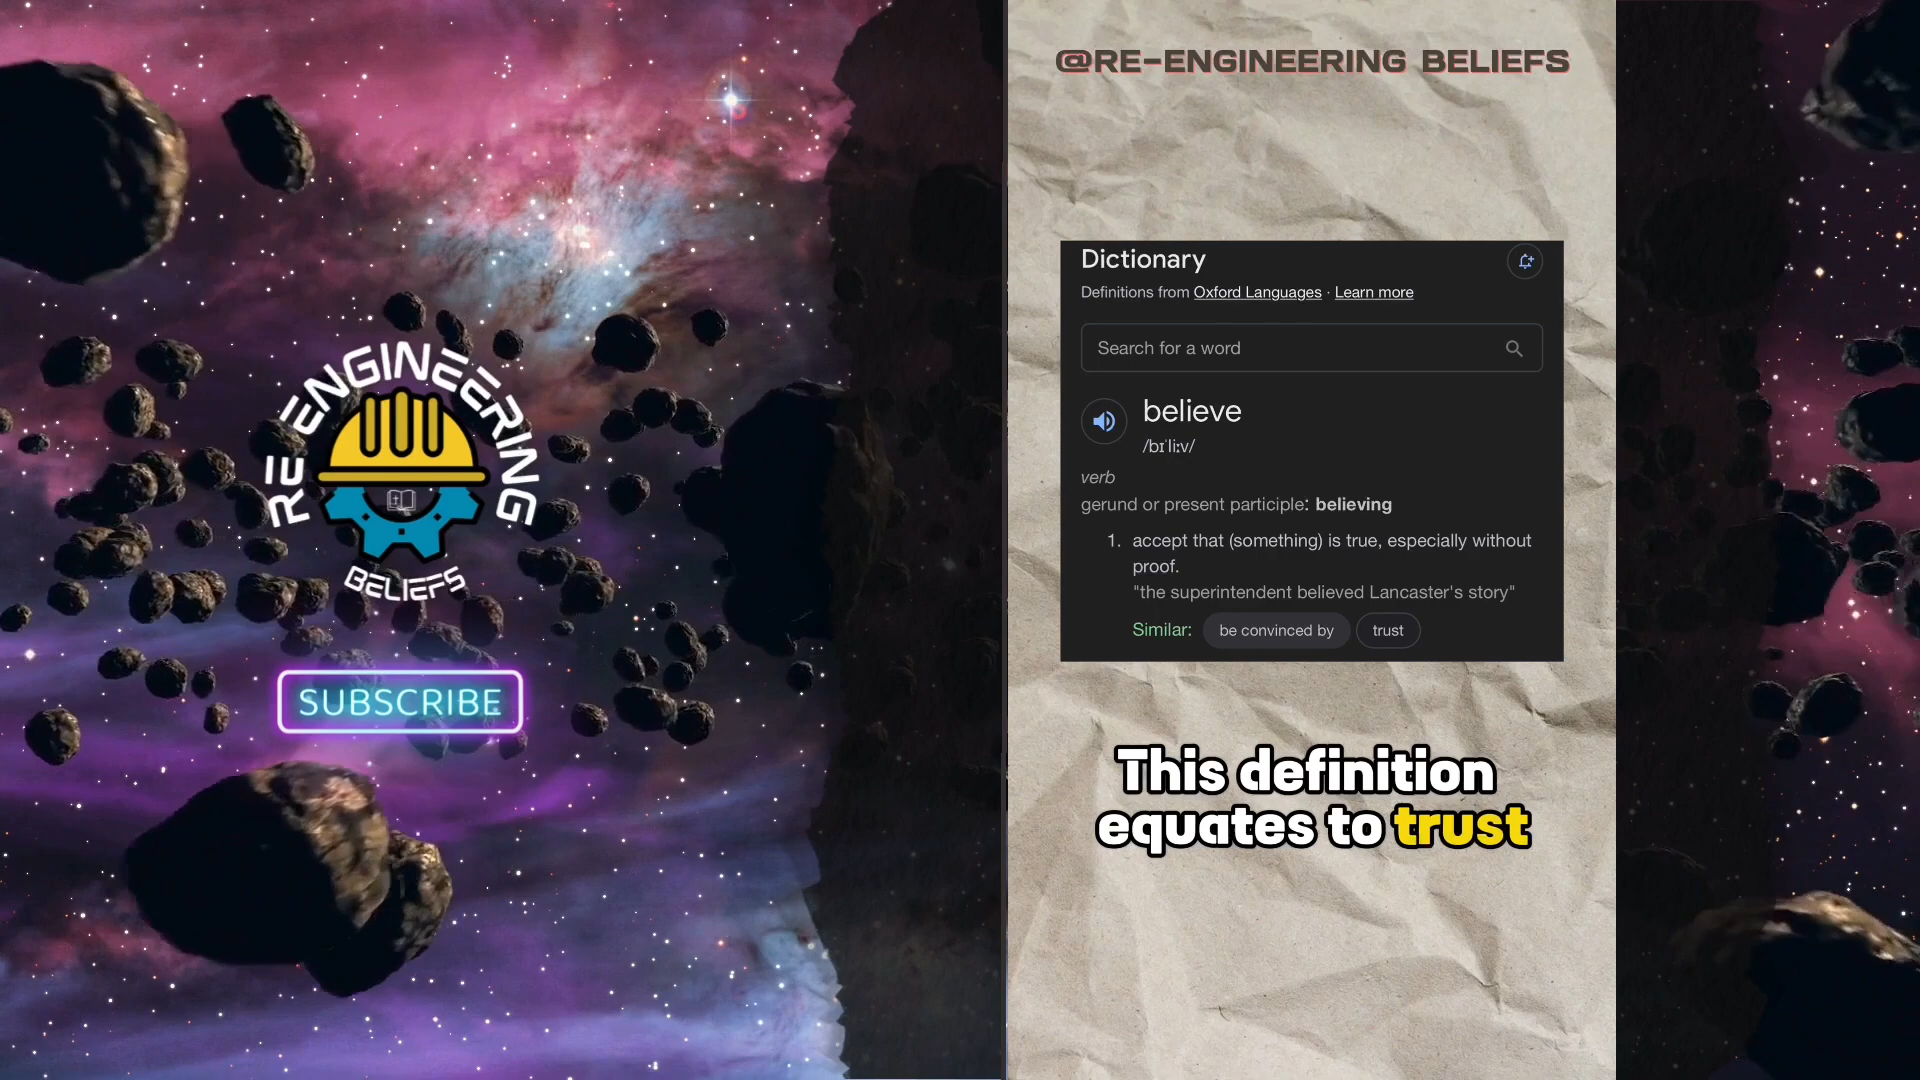 RE ENGINEERING
BELIEFS
SUBSCRIBE
@RE-ENGINEERING BELIEFS
Dictionary
Definitions from Oxford Languages · Learn more
Search for a word
believe
/bɪˈliːv/
verb
gerund or present participle: believing
1. accept that (something) is true, especially without
proof.
"the superintendent believed Lancaster's story"
Similar: be convinced by trust
This definition
equates to trust